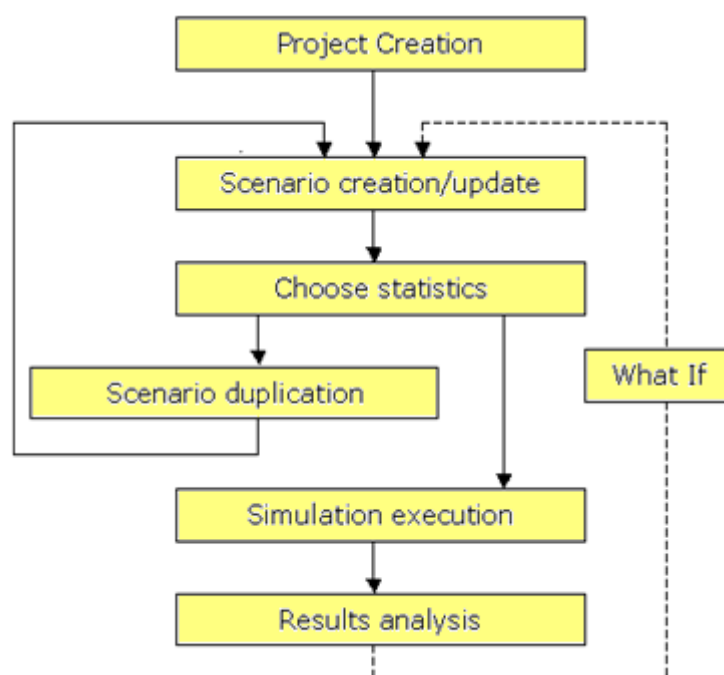 Project Creation
Scenario creation/update
Choose statistics
Scenario duplication
What If
Simulation execution
Results analysis